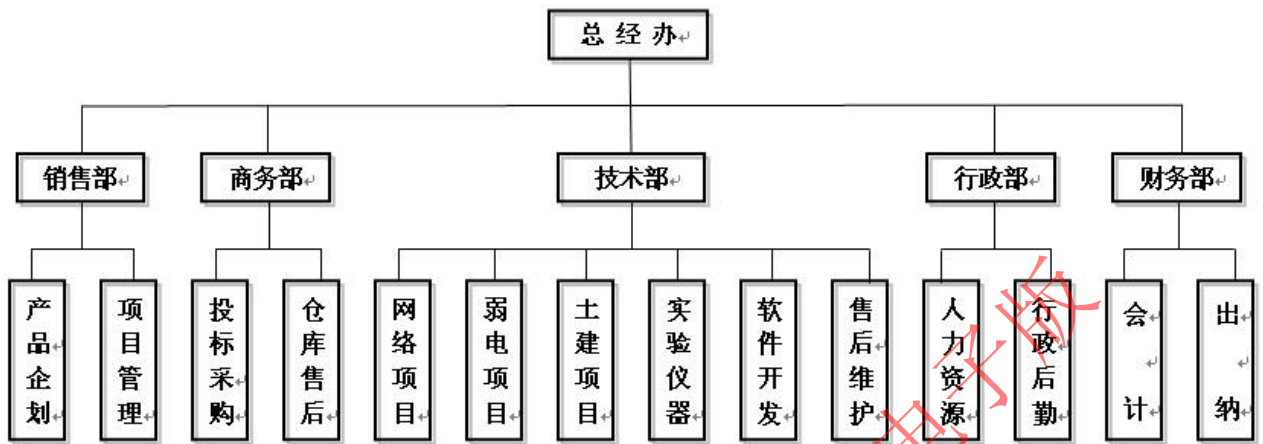 总经办
销售部
商务部
技术部
行政部
财务部
产品企划
项目管理
投标采购
仓库售后
网络项目
弱电项目
土建项目
实验仪器
软件开发
售后维护
人力资源
行政后勤
会计
出纳
电子版